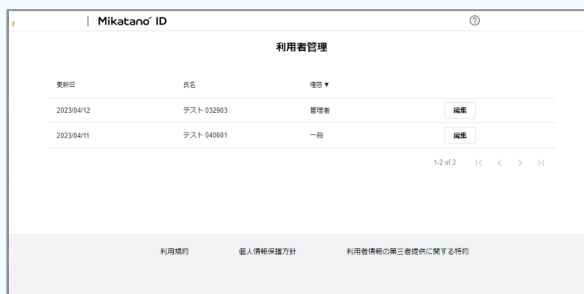 Mikatano ID
利用者管理
更新日 氏名 権限 ▼
2023/04/12 テスト 032903 管理者 編集
2023/04/11 テスト 040601 一般 編集
1-2 of 2 |< < > >|
利用規約 個人情報保護方針 利用者情報の第三者提供に関する特約